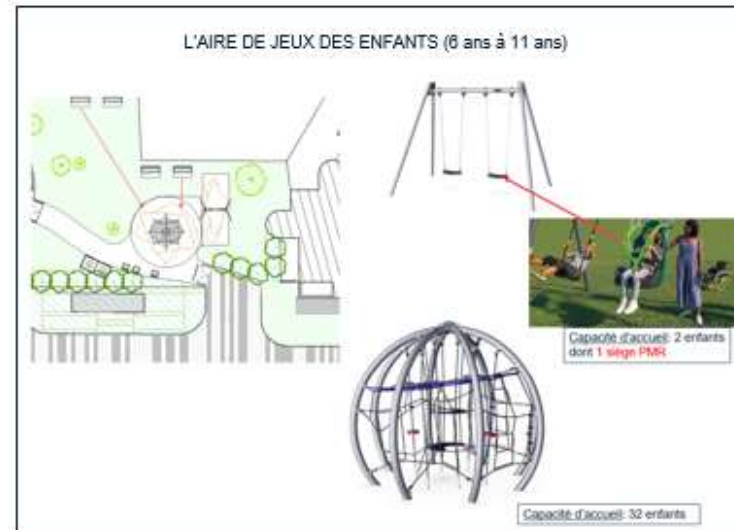 L'AIRE DE JEUX DES ENFANTS (6 ans à 11 ans)
Capacité d'accueil: 2 enfants
dont 1 siège PMR
Capacité d'accueil: 32 enfants